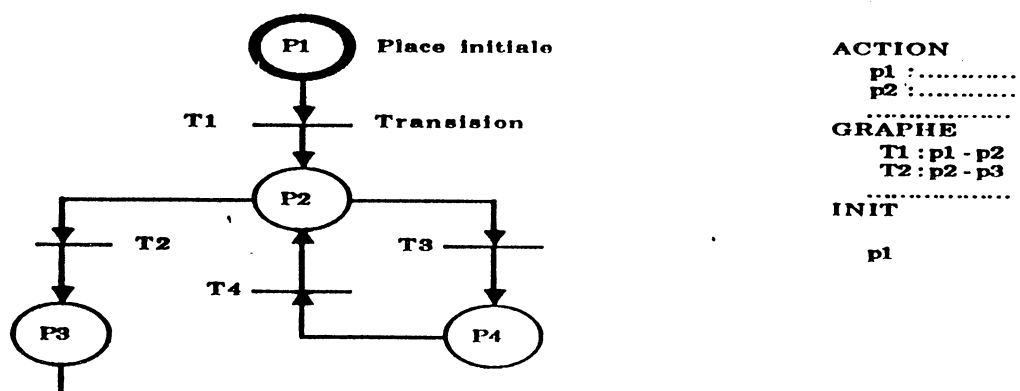 P1 Place initiale
T1 Transision
P2
T2
T3
T4
P3
P4
ACTION
p1 :............
p2 :............
..................
GRAPHE
T1 : p1 - p2
T2 : p2 - p3
..................
INIT
p1